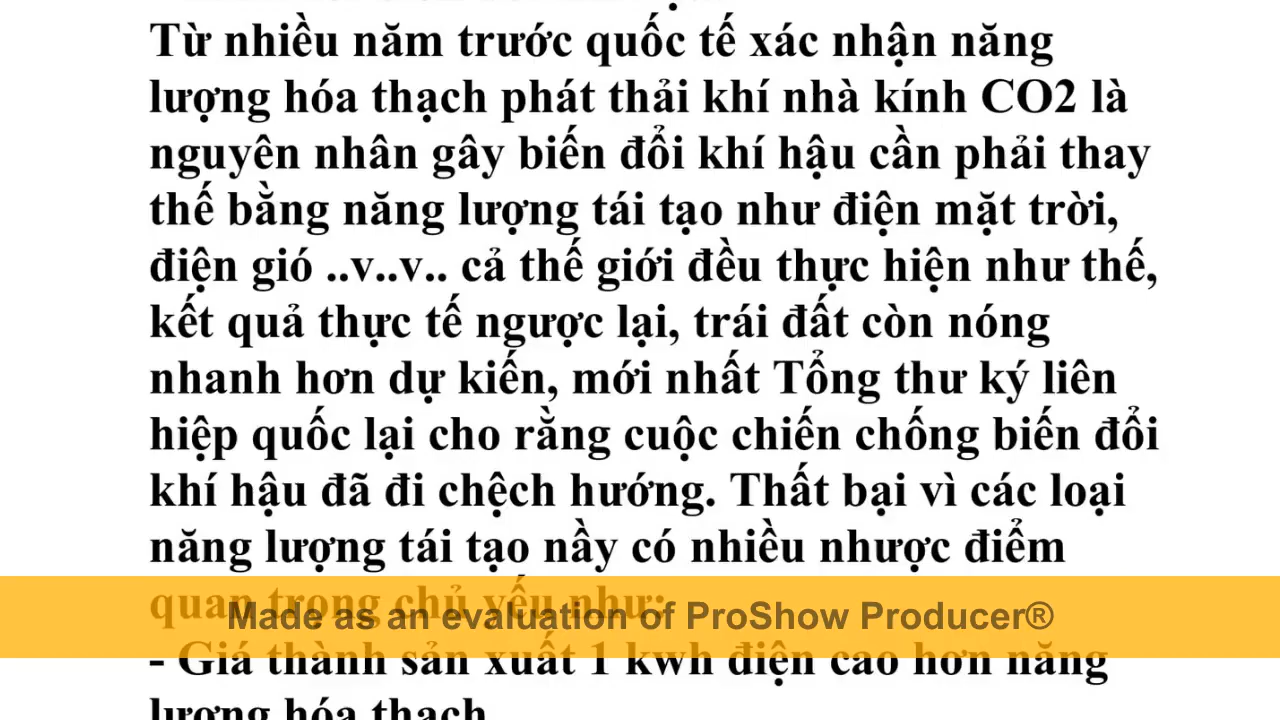 Từ nhiều năm trước quốc tế xác nhận năng
lượng hóa thạch phát thải khí nhà kính CO2 là
nguyên nhân gây biến đổi khí hậu cần phải thay
thế bằng năng lượng tái tạo như điện mặt trời,
điện gió ..v..v.. cả thế giới đều thực hiện như thế,
kết quả thực tế ngược lại, trái đất còn nóng
nhanh hơn dự kiến, mới nhất Tổng thư ký liên
hiệp quốc lại cho rằng cuộc chiến chống biến đổi
khí hậu đã đi chệch hướng. Thất bại vì các loại
năng lượng tái tạo nầy có nhiều nhược điểm
quan trọng chủ yếu như:
Made as an evaluation of ProShow Producer®
- Giá thành sản xuất 1 kwh điện cao hơn năng
lượng hóa thạch